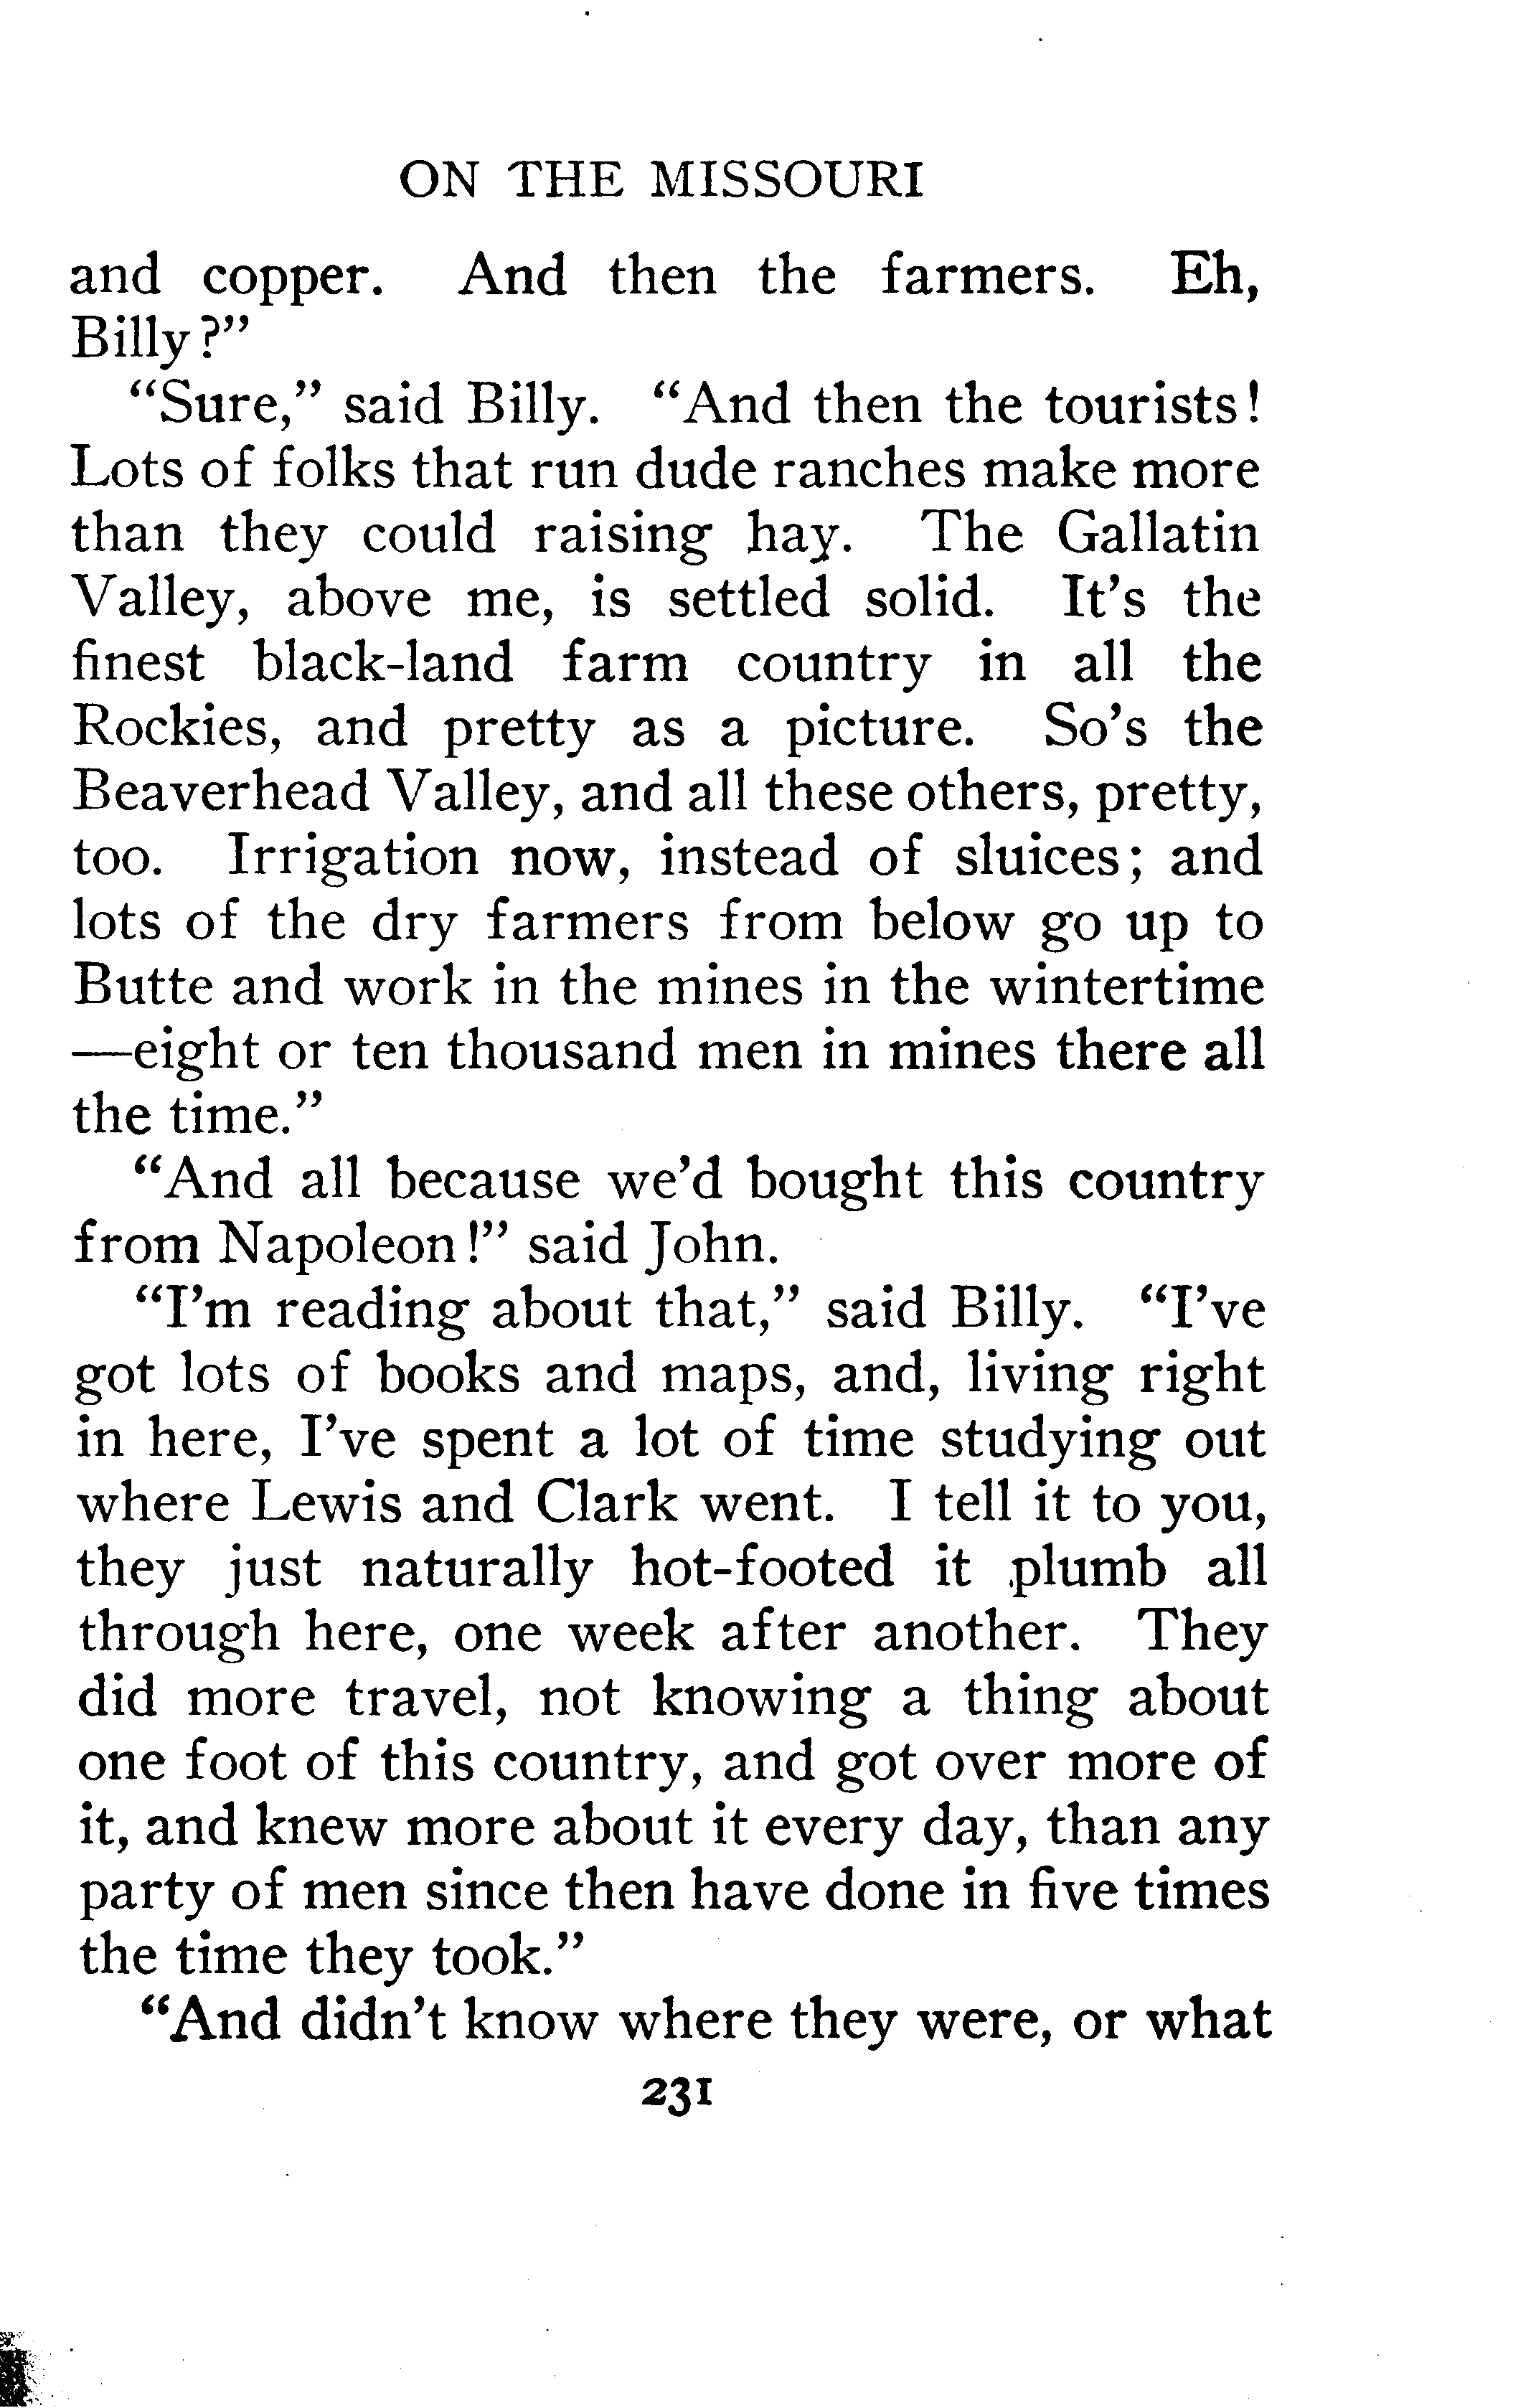 ON THE MISSOURI
and copper. And then the farmers. Eh,
Billy?”
“Sure,” said Billy. “And then the tourists!
Lots of folks that run dude ranches make more
than they could raising hay. The Gallatin
Valley, above me, is settled solid. It’s the
finest black-land farm country in all the
Rockies, and pretty as a picture. So’s the
Beaverhead Valley, and all these others, pretty,
too. Irrigation now, instead of sluices; and
lots of the dry farmers from below go up to
Butte and work in the mines in the wintertime
—eight or ten thousand men in mines there all
the time.”
“And all because we’d bought this country
from Napoleon!” said John.
“I’m reading about that,” said Billy. “I’ve
got lots of books and maps, and, living right
in here, I’ve spent a lot of time studying out
where Lewis and Clark went. I tell it to you,
they just naturally hot-footed it plumb all
through here, one week after another. They
did more travel, not knowing a thing about
one foot of this country, and got over more of
it, and knew more about it every day, than any
party of men since then have done in five times
the time they took.”
“And didn’t know where they were, or what
231